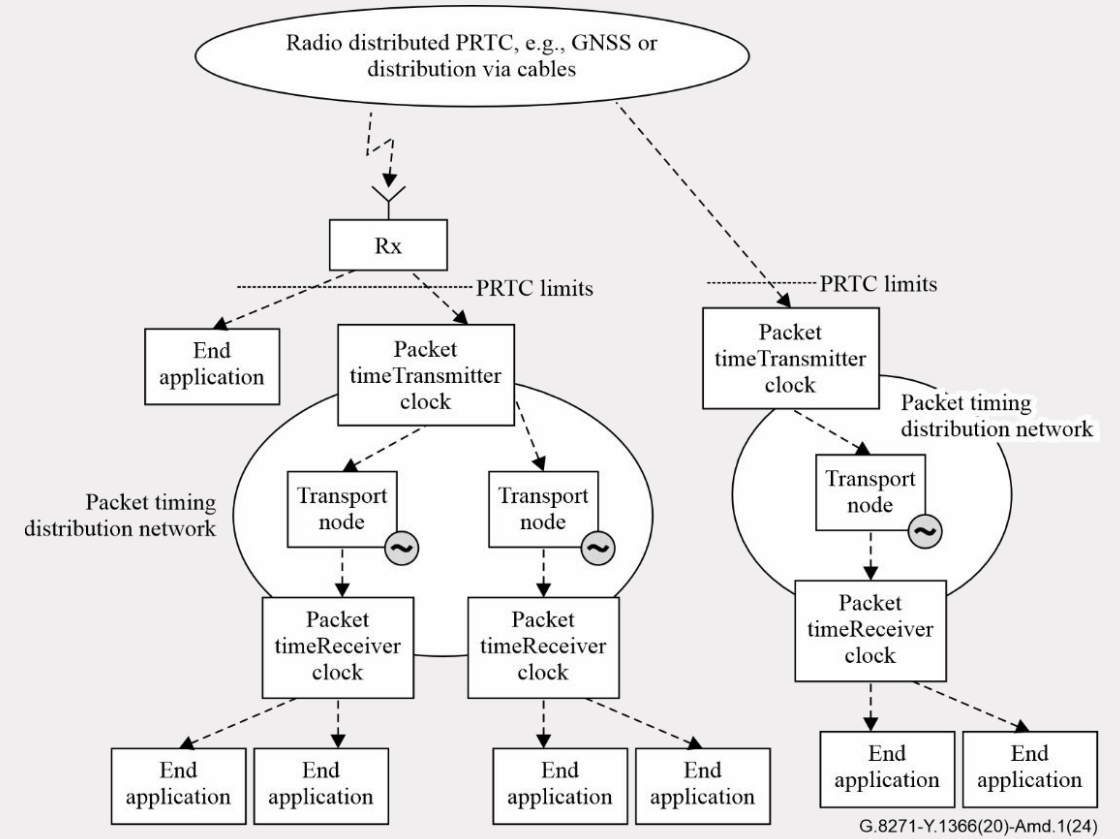 Radio distributed PRTC, e.g., GNSS or
distribution via cables
Rx
PRTC limits
PRTC limits
End
application
Packet
timeTransmitter
clock
Packet
timeTransmitter
clock
Packet timing
distribution network
Packet timing
distribution network
Transport
node
~
Transport
node
~
Transport
node
~
Packet
timeReceiver
clock
Packet
timeReceiver
clock
Packet
timeReceiver
clock
End
application
End
application
End
application
End
application
End
application
End
application
G.8271-Y.1366(20)-Amd.1(24)